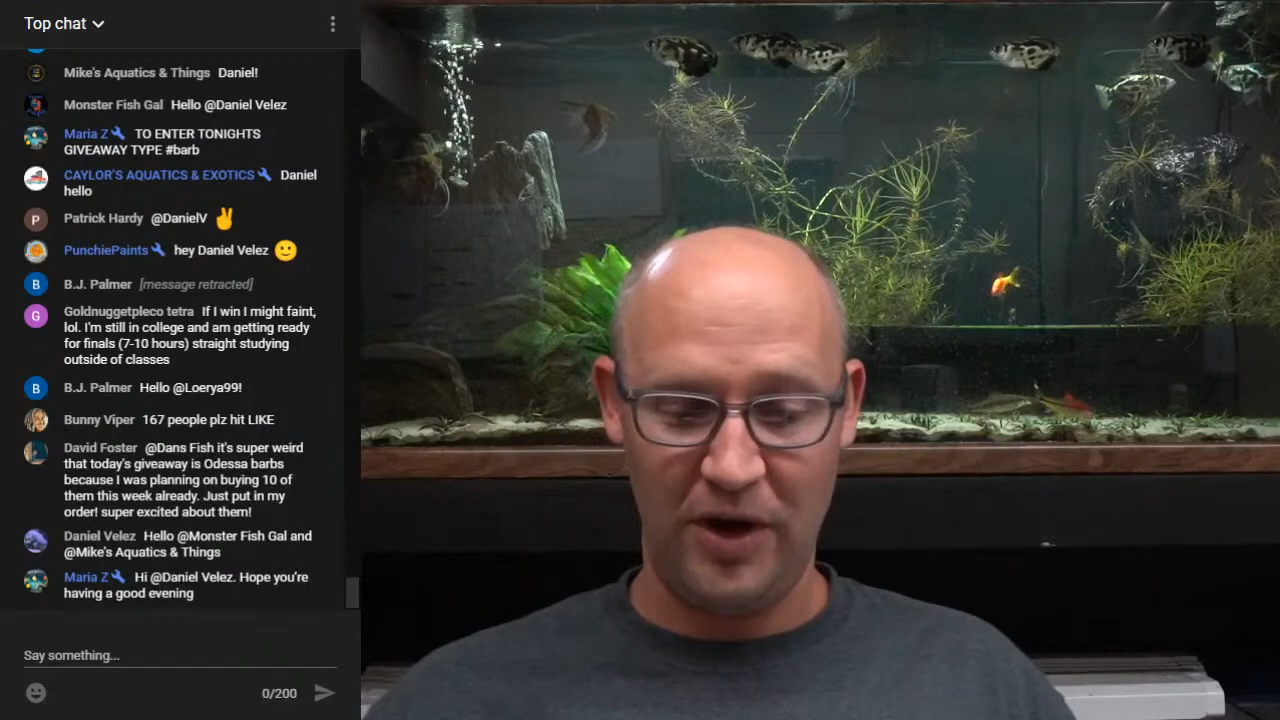 Top chat
Mike's Aquatics & Things Daniel!
Monster Fish Gal Hello @Daniel Velez
Maria Z TO ENTER TONIGHTS
GIVEAWAY TYPE #barb
CAYLOR'S AQUATICS & EXOTICS Daniel
hello
P Patrick Hardy @DanielV ✌
PunchiePaints hey Daniel Velez 🙂
B B.J. Palmer [message retracted]
G Goldnuggetpleco tetra If I win I might faint,
lol. I'm still in college and am getting ready
for finals (7-10 hours) straight studying
outside of classes
B B.J. Palmer Hello @Loerya99!
Bunny Viper 167 people plz hit LIKE
David Foster @Dans Fish it's super weird
that today's giveaway is Odessa barbs
because I was planning on buying 10 of
them this week already. Just put in my
order! super excited about them!
Daniel Velez Hello @Monster Fish Gal and
@Mike's Aquatics & Things
Maria Z Hi @Daniel Velez. Hope you're
having a good evening
Say something...
0/200